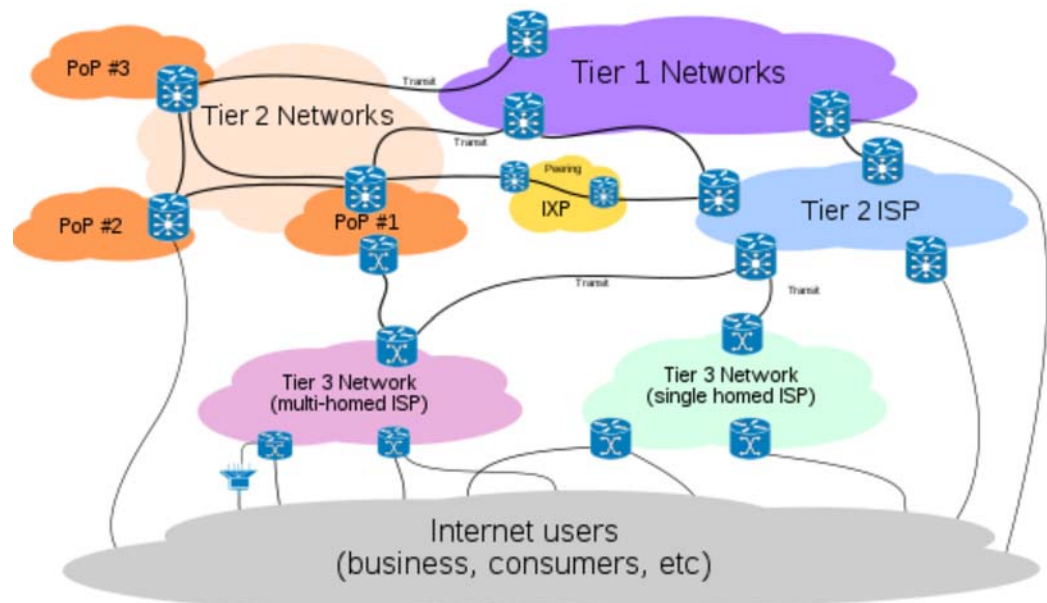 PoP #3
Transit
Tier 1 Networks
Tier 2 Networks
Transit
Peering
IXP
PoP #2
PoP #1
Tier 2 ISP
Transit
Transit
Tier 3 Network
(multi-homed ISP)
Tier 3 Network
(single homed ISP)
Internet users
(business, consumers, etc)